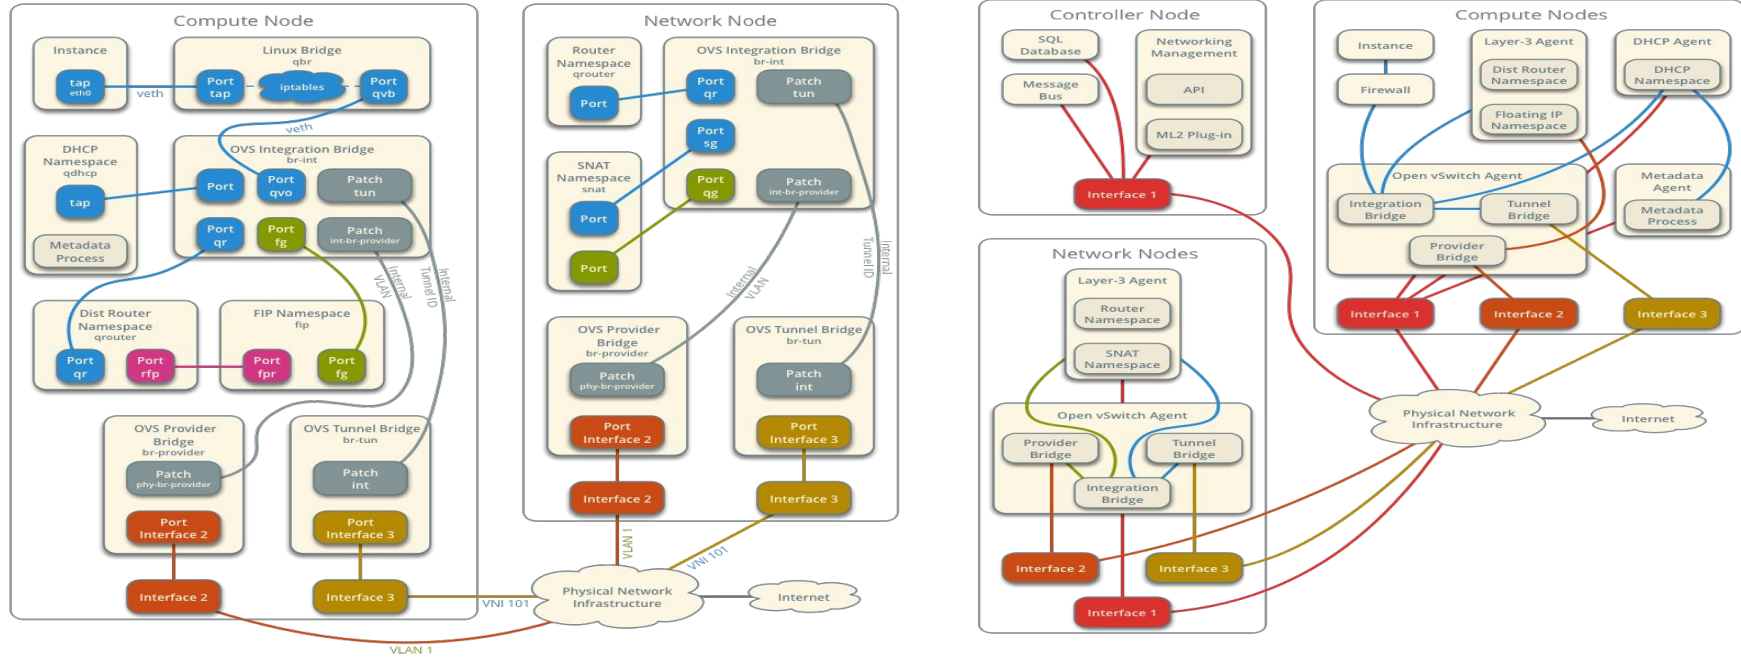 Compute Node
Instance
tap
eth0
veth
Linux Bridge
qbr
Port
tap
iptables
Port
qvb
veth
DHCP
Namespace
qdhcp
tap
Metadata
Process
OVS Integration Bridge
br-int
Port
Port
qvo
Patch
tun
Port
qr
Port
fg
Patch
int-br-provider
Internal
VLAN
Internal
Tunnel ID
Dist Router
Namespace
qrouter
Port
qr
Port
rfp
FIP Namespace
fip
Port
fpr
Port
fg
OVS Provider
Bridge
br-provider
Patch
phy-br-provider
Port
Interface 2
Interface 2
OVS Tunnel Bridge
br-tun
Patch
int
Port
Interface 3
Interface 3
VNI 101
VLAN 1
Network Node
Router
Namespace
qrouter
Port
SNAT
Namespace
snat
Port
Port
OVS Integration Bridge
br-int
Port
qr
Patch
tun
Port
sg
Port
qg
Patch
int-br-provider
Internal
VLAN
Internal
Tunnel ID
OVS Provider
Bridge
br-provider
Patch
phy-br-provider
Port
Interface 2
Interface 2
OVS Tunnel Bridge
br-tun
Patch
int
Port
Interface 3
Interface 3
VLAN 1
VNI 101
Physical Network
Infrastructure
Internet
Controller Node
SQL
Database
Message
Bus
Networking
Management
API
ML2 Plug-in
Interface 1
Network Nodes
Layer-3 Agent
Router
Namespace
SNAT
Namespace
Open vSwitch Agent
Provider
Bridge
Tunnel
Bridge
Integration
Bridge
Interface 2
Interface 3
Interface 1
Compute Nodes
Instance
Firewall
Layer-3 Agent
Dist Router
Namespace
Floating IP
Namespace
DHCP Agent
DHCP
Namespace
Open vSwitch Agent
Integration
Bridge
Tunnel
Bridge
Provider
Bridge
Metadata
Agent
Metadata
Process
Interface 1
Interface 2
Interface 3
Physical Network
Infrastructure
Internet